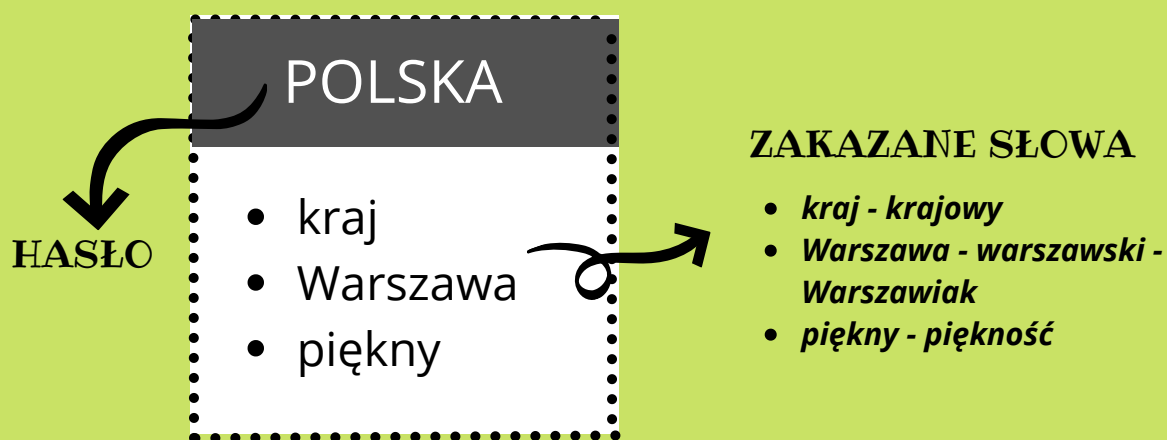 POLSKA
HASŁO
• kraj
• Warszawa
• piękny
ZAKAZANE SŁOWA
• kraj - krajowy
• Warszawa - warszawski -
Warszawiak
• piękny - piękność